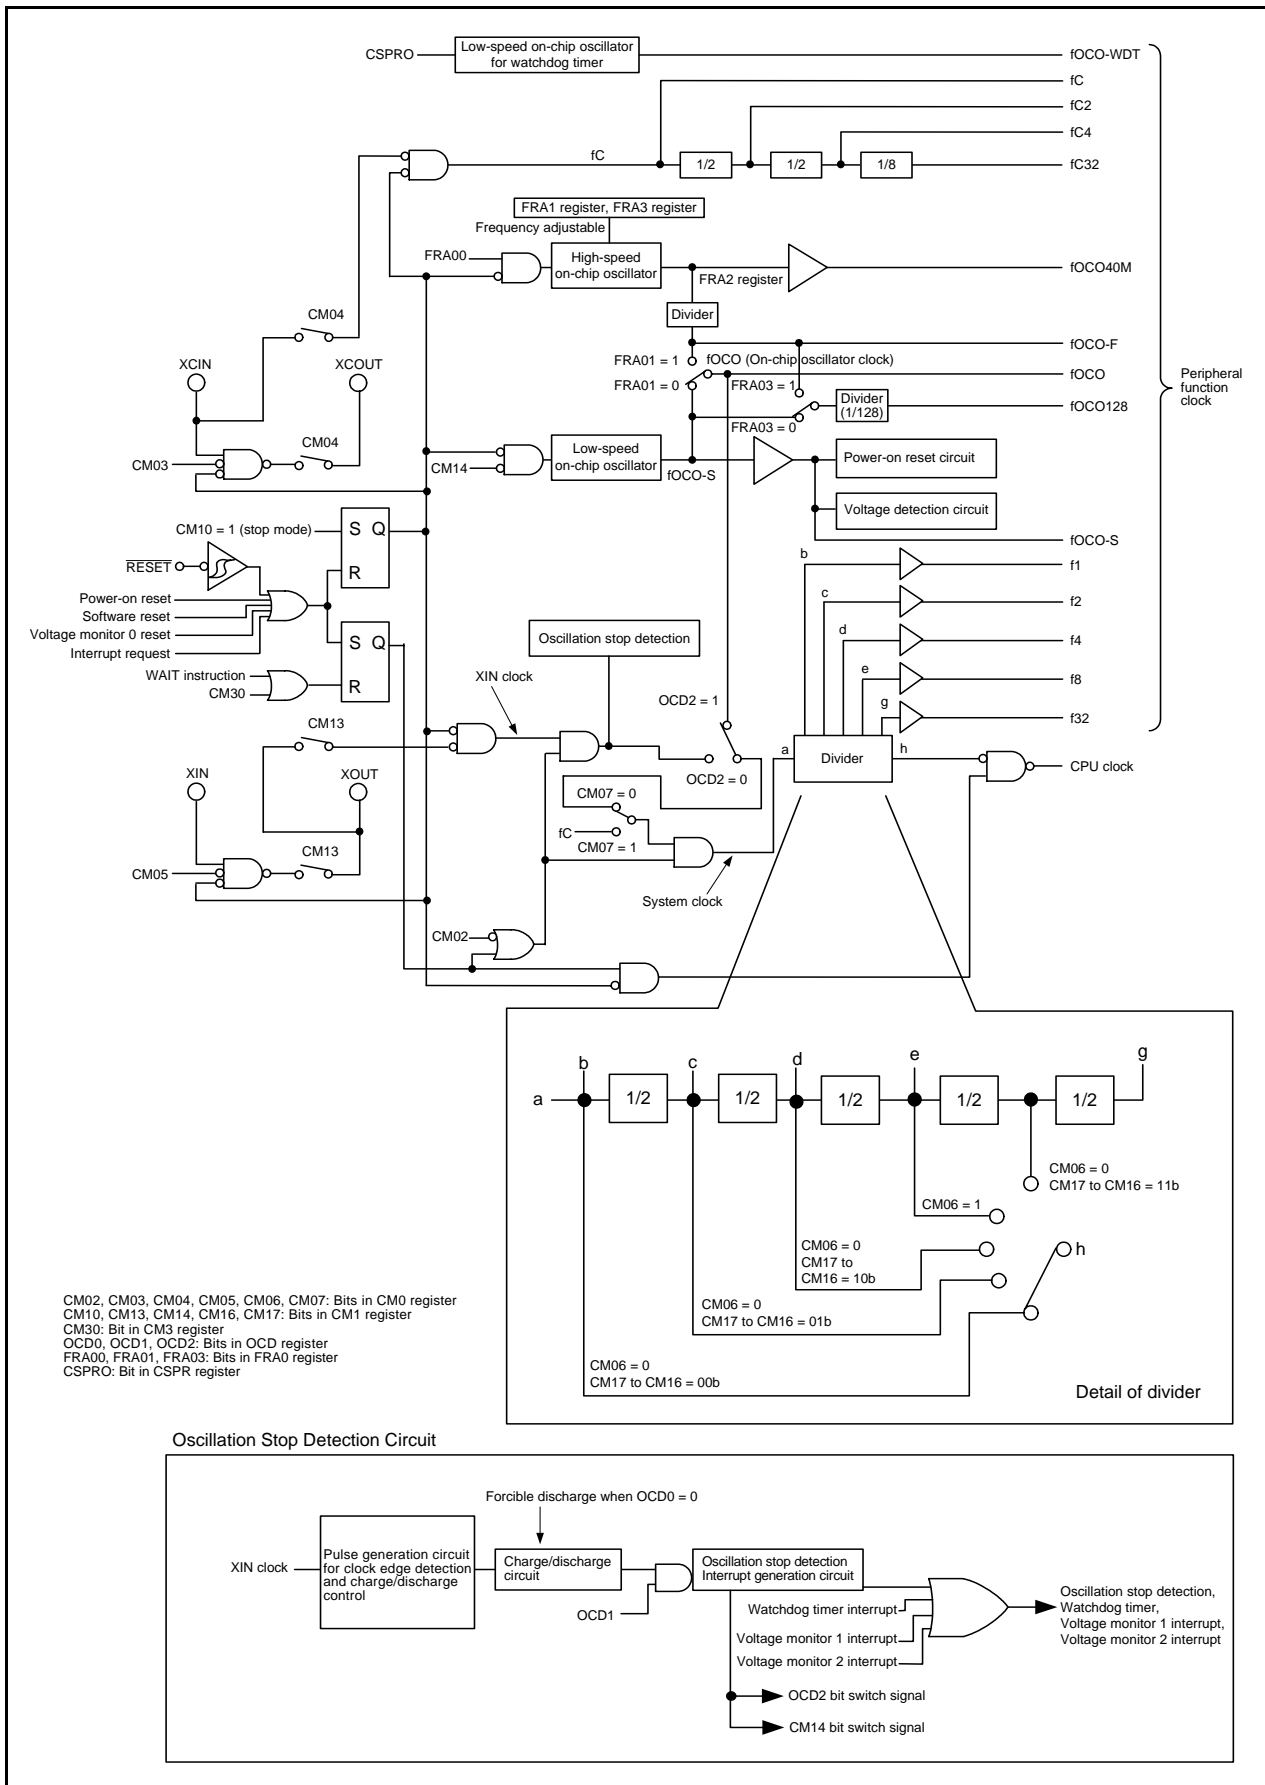 CSPRO
Low-speed on-chip oscillator
for watchdog timer
fOCO-WDT
fC
fC2
fC4
fC
1/2
1/2
1/8
fC32
FRA1 register, FRA3 register
Frequency adjustable
FRA00
High-speed
on-chip oscillator
FRA2 register
fOCO40M
Divider
CM04
fOCO-F
FRA01 = 1
fOCO (On-chip oscillator clock)
XCIN
XCOUT
FRA01 = 0
FRA03 = 1
fOCO
Peripheral
function
clock
Divider
(1/128)
fOCO128
FRA03 = 0
CM04
CM03
CM14
Low-speed
on-chip oscillator
fOCO-S
Power-on reset circuit
Voltage detection circuit
CM10 = 1 (stop mode)
S Q
R
fOCO-S
RESET
b
f1
Power-on reset
Software reset
Voltage monitor 0 reset
Interrupt request
c
f2
S Q
R
Oscillation stop detection
d
f4
WAIT instruction
CM30
XIN clock
e
f8
OCD2 = 1
g
f32
CM13
a
Divider
h
CPU clock
XIN
XOUT
OCD2 = 0
CM07 = 0
fC
CM07 = 1
CM13
CM05
System clock
CM02
b
c
d
e
g
a
1/2
1/2
1/2
1/2
1/2
CM06 = 0
CM17 to CM16 = 11b
CM06 = 1
CM06 = 0
CM17 to
CM16 = 10b
h
CM06 = 0
CM17 to CM16 = 01b
CM06 = 0
CM17 to CM16 = 00b
Detail of divider
CM02, CM03, CM04, CM05, CM06, CM07: Bits in CM0 register
CM10, CM13, CM14, CM16, CM17: Bits in CM1 register
CM30: Bit in CM3 register
OCD0, OCD1, OCD2: Bits in OCD register
FRA00, FRA01, FRA03: Bits in FRA0 register
CSPRO: Bit in CSPR register
Oscillation Stop Detection Circuit
Forcible discharge when OCD0 = 0
XIN clock
Pulse generation circuit
for clock edge detection
and charge/discharge
control
Charge/discharge
circuit
OCD1
Oscillation stop detection
Interrupt generation circuit
Watchdog timer interrupt
Voltage monitor 1 interrupt
Voltage monitor 2 interrupt
Oscillation stop detection,
Watchdog timer,
Voltage monitor 1 interrupt,
Voltage monitor 2 interrupt
OCD2 bit switch signal
CM14 bit switch signal